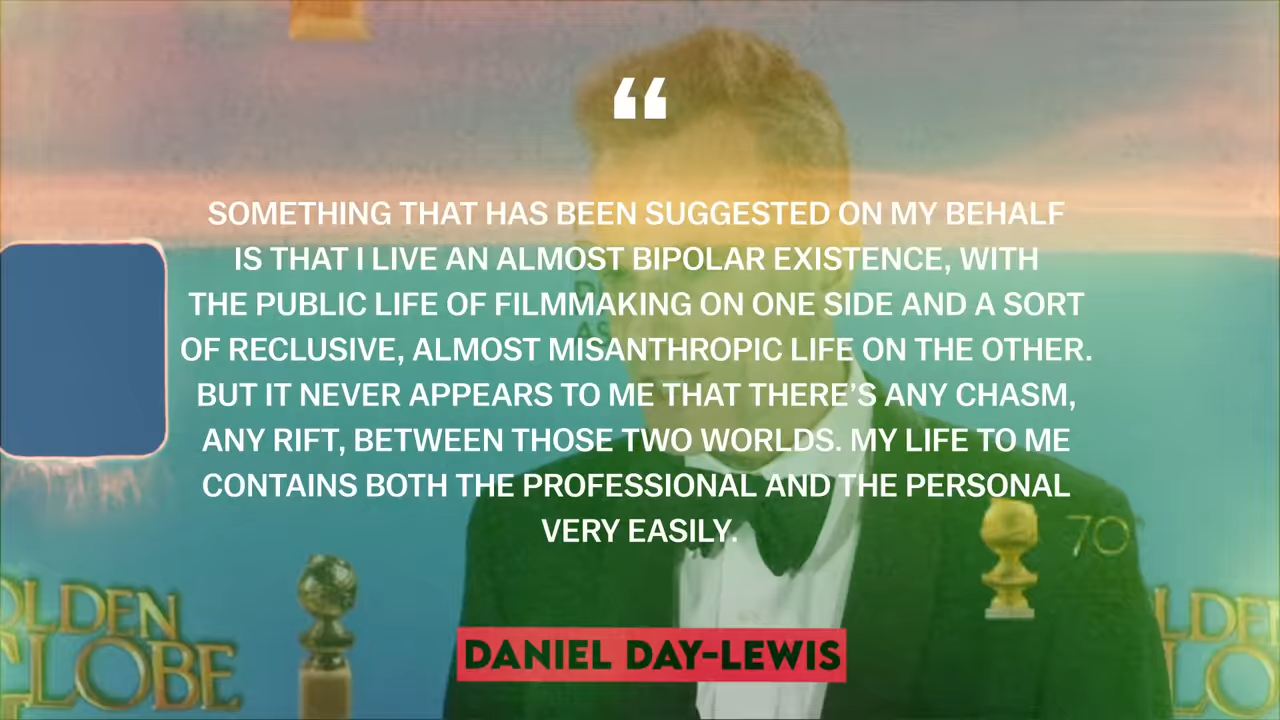 “
SOMETHING THAT HAS BEEN SUGGESTED ON MY BEHALF
IS THAT I LIVE AN ALMOST BIPOLAR EXISTENCE, WITH
THE PUBLIC LIFE OF FILMMAKING ON ONE SIDE AND A SORT
OF RECLUSIVE, ALMOST MISANTHROPIC LIFE ON THE OTHER.
BUT IT NEVER APPEARS TO ME THAT THERE’S ANY CHASM,
ANY RIFT, BETWEEN THOSE TWO WORLDS. MY LIFE TO ME
CONTAINS BOTH THE PROFESSIONAL AND THE PERSONAL
VERY EASILY.
70
OLDEN
GLOBE
LDEN
LO
DANIEL DAY-LEWIS